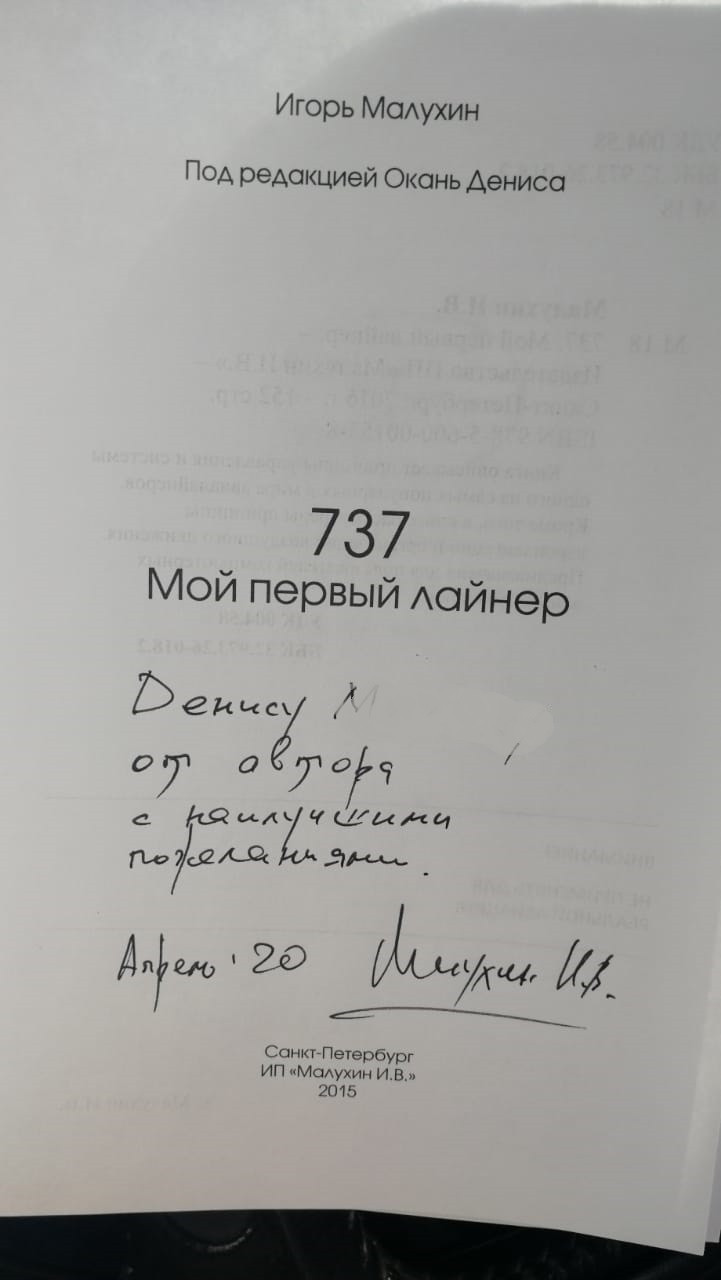 Игорь Малухин
Под редакцией Окань Дениса
737
Мой первый лайнер
Денису М
от автора
с наилучшими
пожеланиями.
Апрель '20 Малухин И.В.
Санкт-Петербург
ИП «Малухин И.В.»
2015